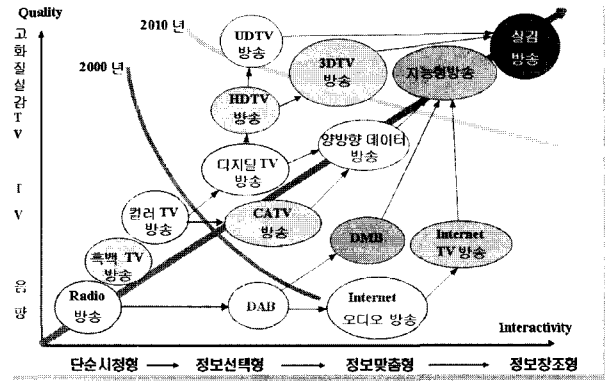 Quality
2010 년
2000 년
고화질실감TV
TV
음향
UDTV
방송
3DTV
방송
지능형방송
실감
방송
HDTV
방송
양방향 데이터
방송
디지털 TV
방송
컬러 TV
방송
CATV
방송
DMB
Internet
TV 방송
흑백 TV
방송
Radio
방송
DAB
Internet
오디오 방송
Interactivity
단순시청형
정보선택형
정보맞춤형
정보창조형